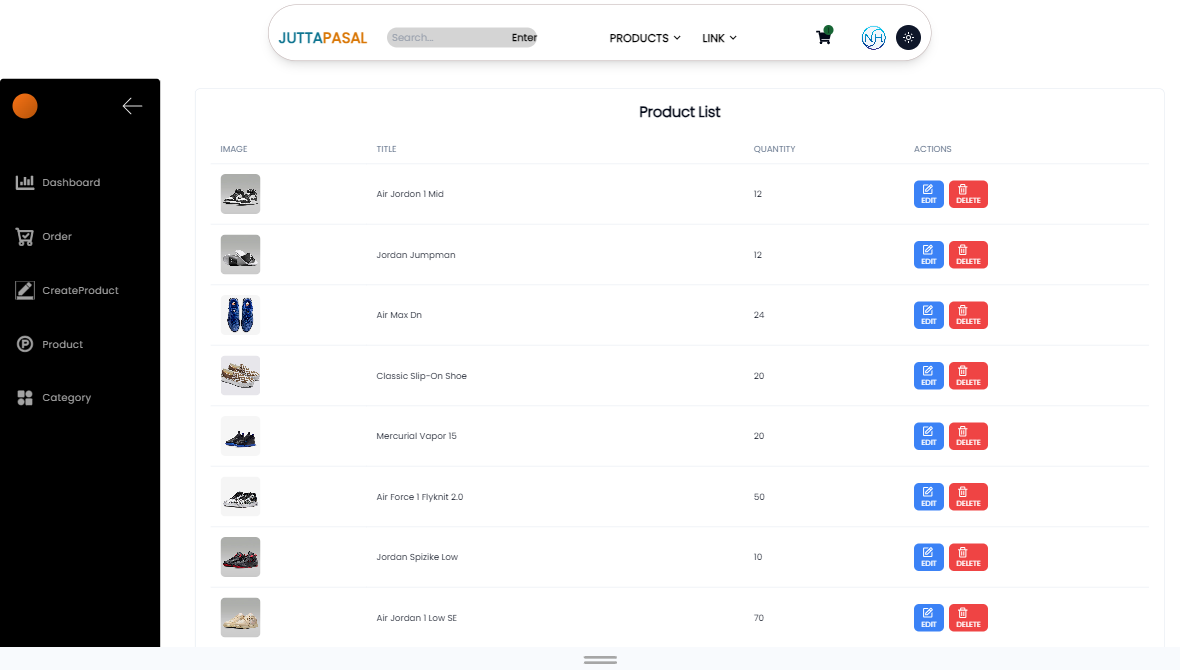 JUTTAPASAL
Search...
Enter
PRODUCTS
LINK
NH
Dashboard
Order
CreateProduct
Product
Category
Product List
IMAGE TITLE QUANTITY ACTIONS
Air Jordon 1 Mid 12 EDIT DELETE
Jordan Jumpman 12 EDIT DELETE
Air Max Dn 24 EDIT DELETE
Classic Slip-On Shoe 20 EDIT DELETE
Mercurial Vapor 15 20 EDIT DELETE
Air Force 1 Flyknit 2.0 50 EDIT DELETE
Jordan Spizike Low 10 EDIT DELETE
Air Jordan 1 Low SE 70 EDIT DELETE